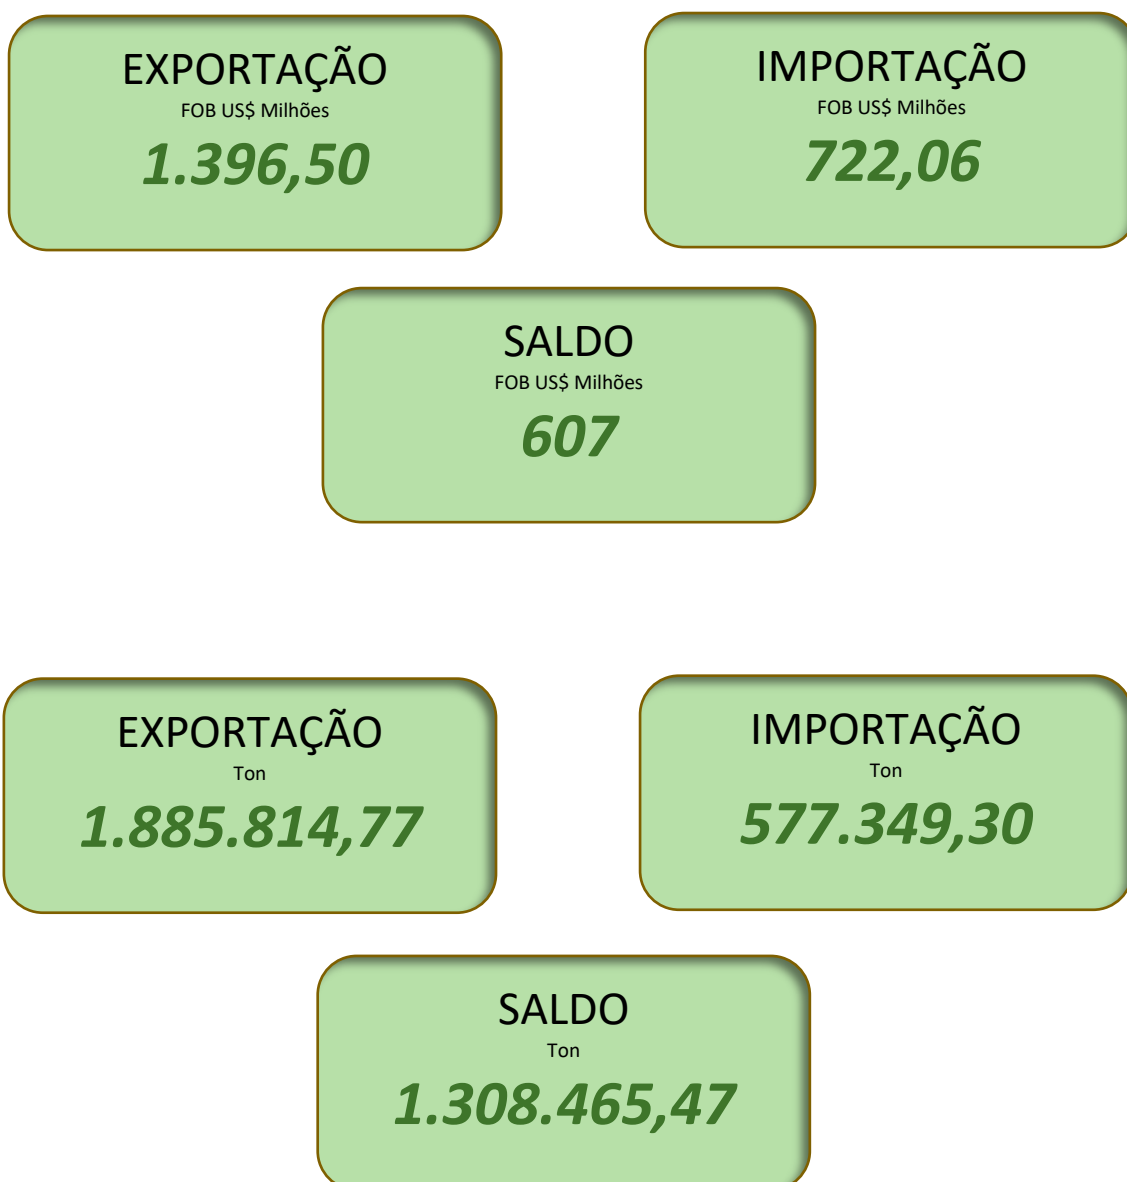 EXPORTAÇÃO
FOB US$ Milhões
1.396,50
IMPORTAÇÃO
FOB US$ Milhões
722,06
SALDO
FOB US$ Milhões
607
EXPORTAÇÃO
Ton
1.885.814,77
IMPORTAÇÃO
Ton
577.349,30
SALDO
Ton
1.308.465,47